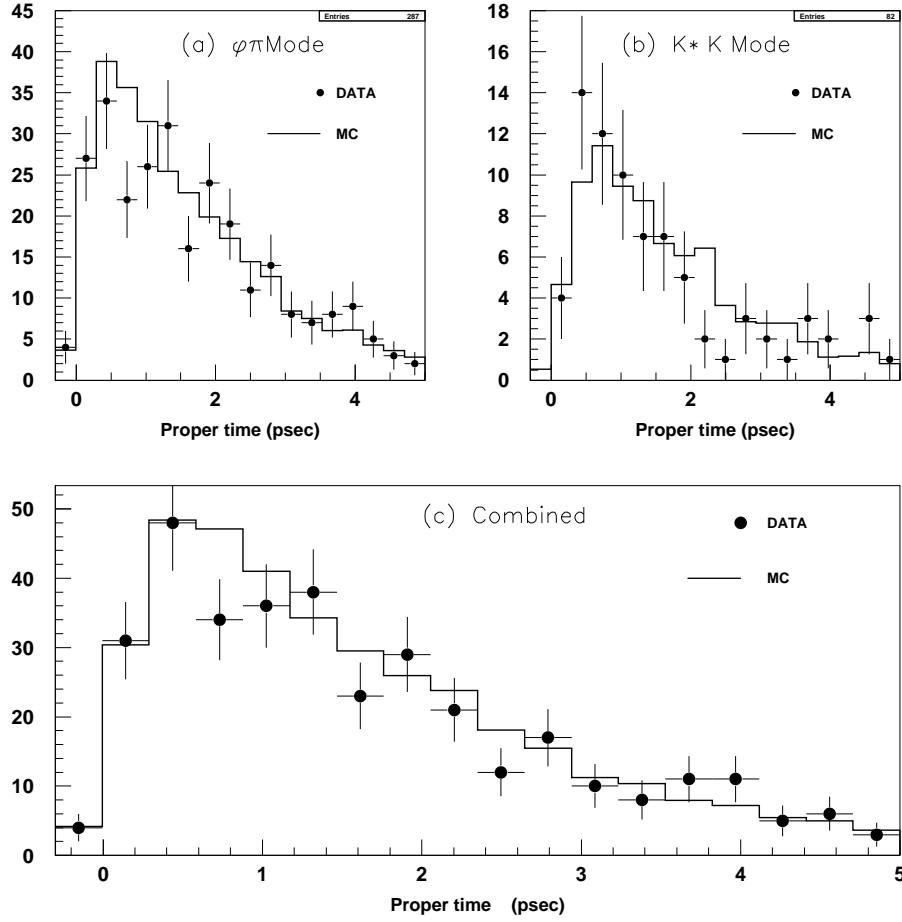 Entries 287
(a) φπMode
DATA
MC
45
40
35
30
25
20
15
10
5
0
0 2 4
Proper time (psec)
Entries 82
(b) K* K Mode
DATA
MC
18
16
14
12
10
8
6
4
2
0
0 2 4
Proper time (psec)
(c) Combined
DATA
MC
50
40
30
20
10
0
0 1 2 3 4 5
Proper time (psec)